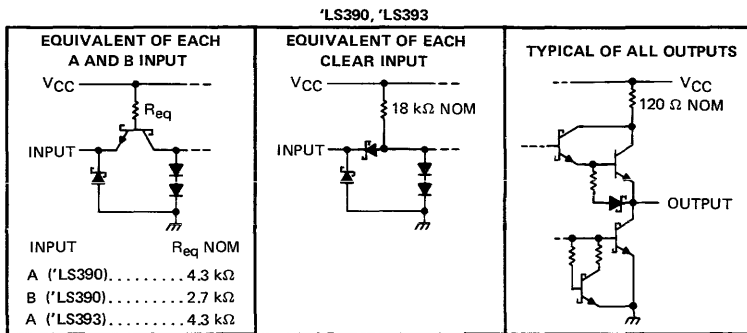 'LS390, 'LS393
EQUIVALENT OF EACH
A AND B INPUT
VCC
Req
INPUT
INPUT Req NOM
A ('LS390)..........4.3 kΩ
B ('LS390)..........2.7 kΩ
A ('LS393)..........4.3 kΩ
EQUIVALENT OF EACH
CLEAR INPUT
VCC
18 kΩ NOM
INPUT
TYPICAL OF ALL OUTPUTS
VCC
120 Ω NOM
OUTPUT